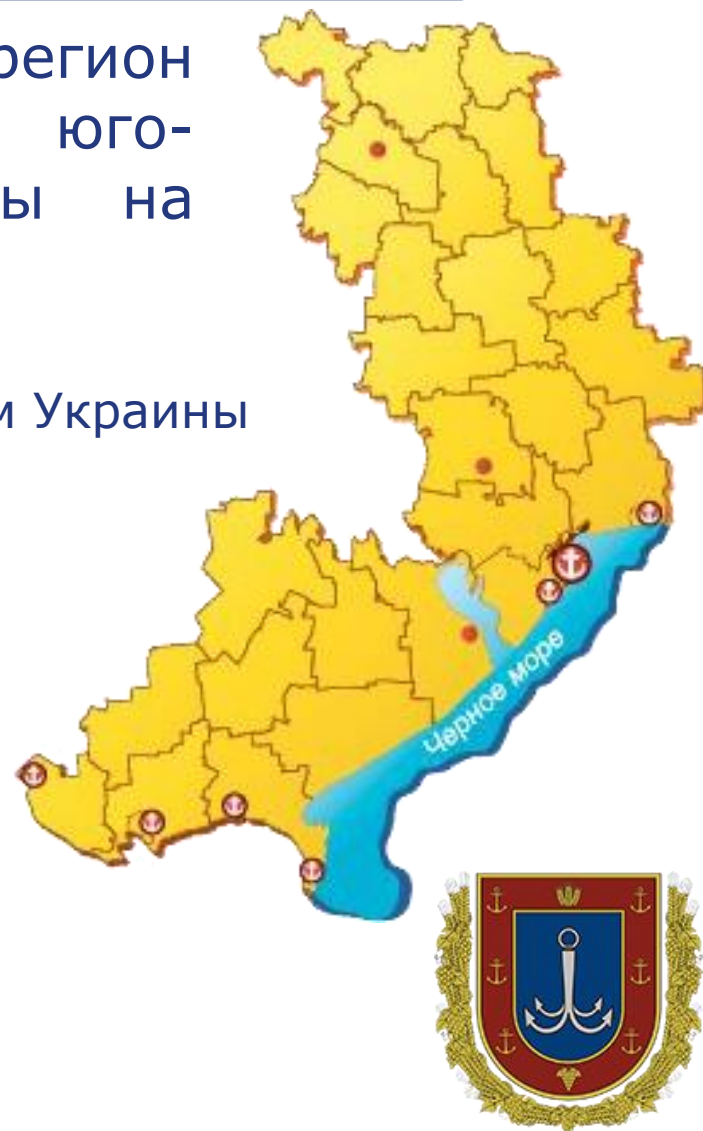 регион
юго-
ы на
м Украины
Черное море